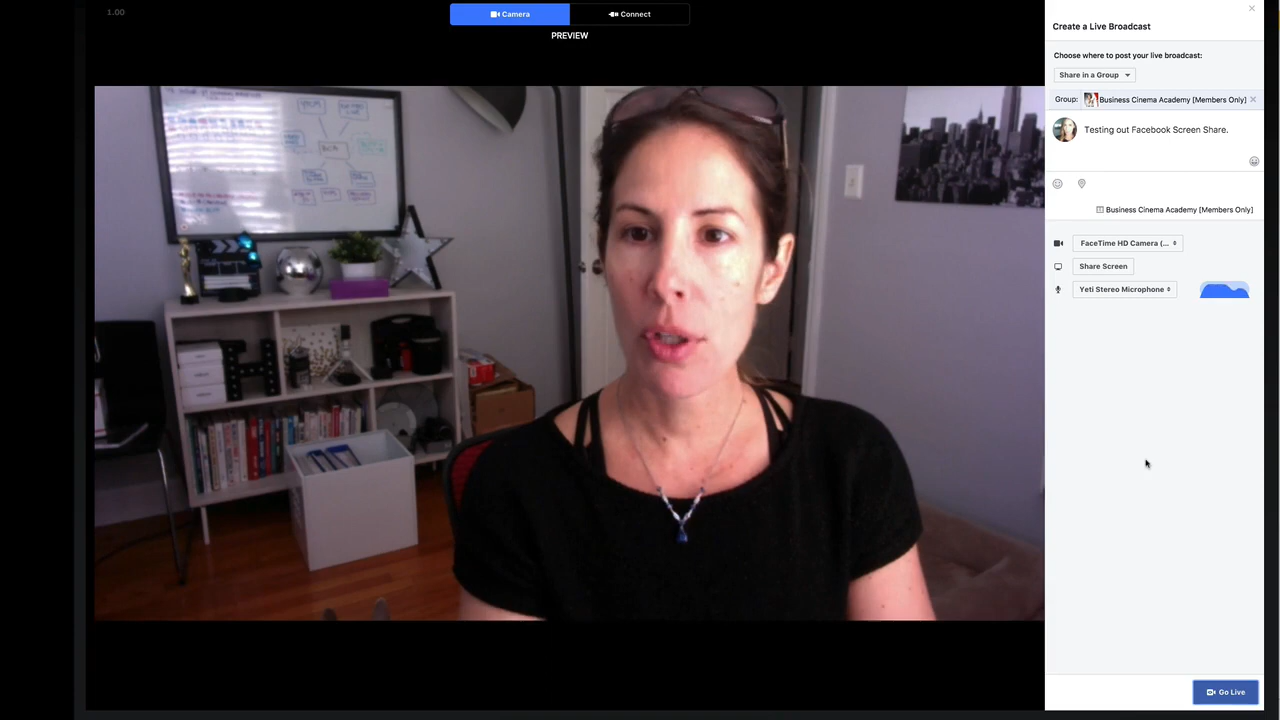 1.00
Camera
Connect
PREVIEW
Create a Live Broadcast
Choose where to post your live broadcast:
Share in a Group
Group: Business Cinema Academy [Members Only]
Testing out Facebook Screen Share.
Business Cinema Academy [Members Only]
FaceTime HD Camera (...
Share Screen
Yeti Stereo Microphone
Go Live
H